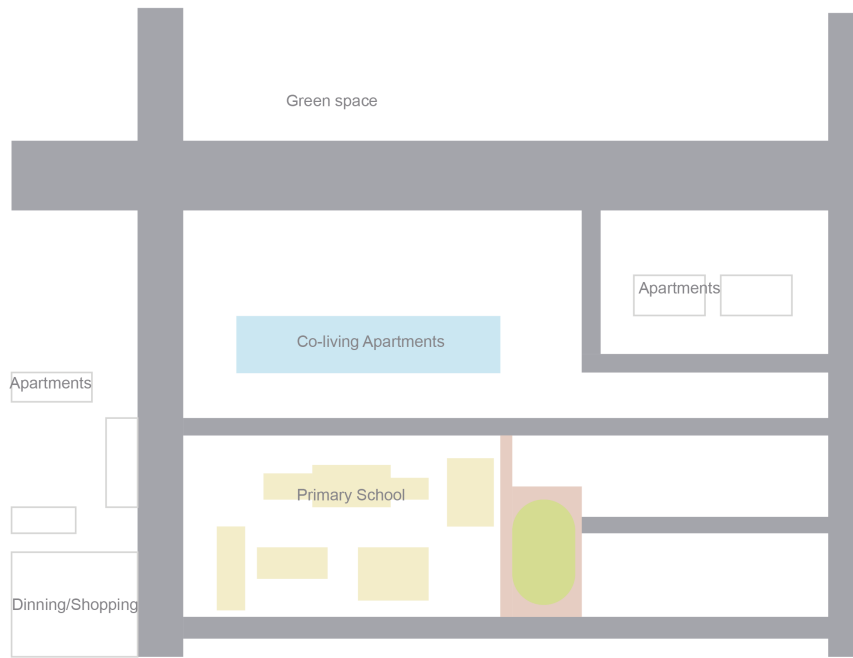 Green space
Apartments
Co-living Apartments
Apartments
Primary School
Dinning/Shopping